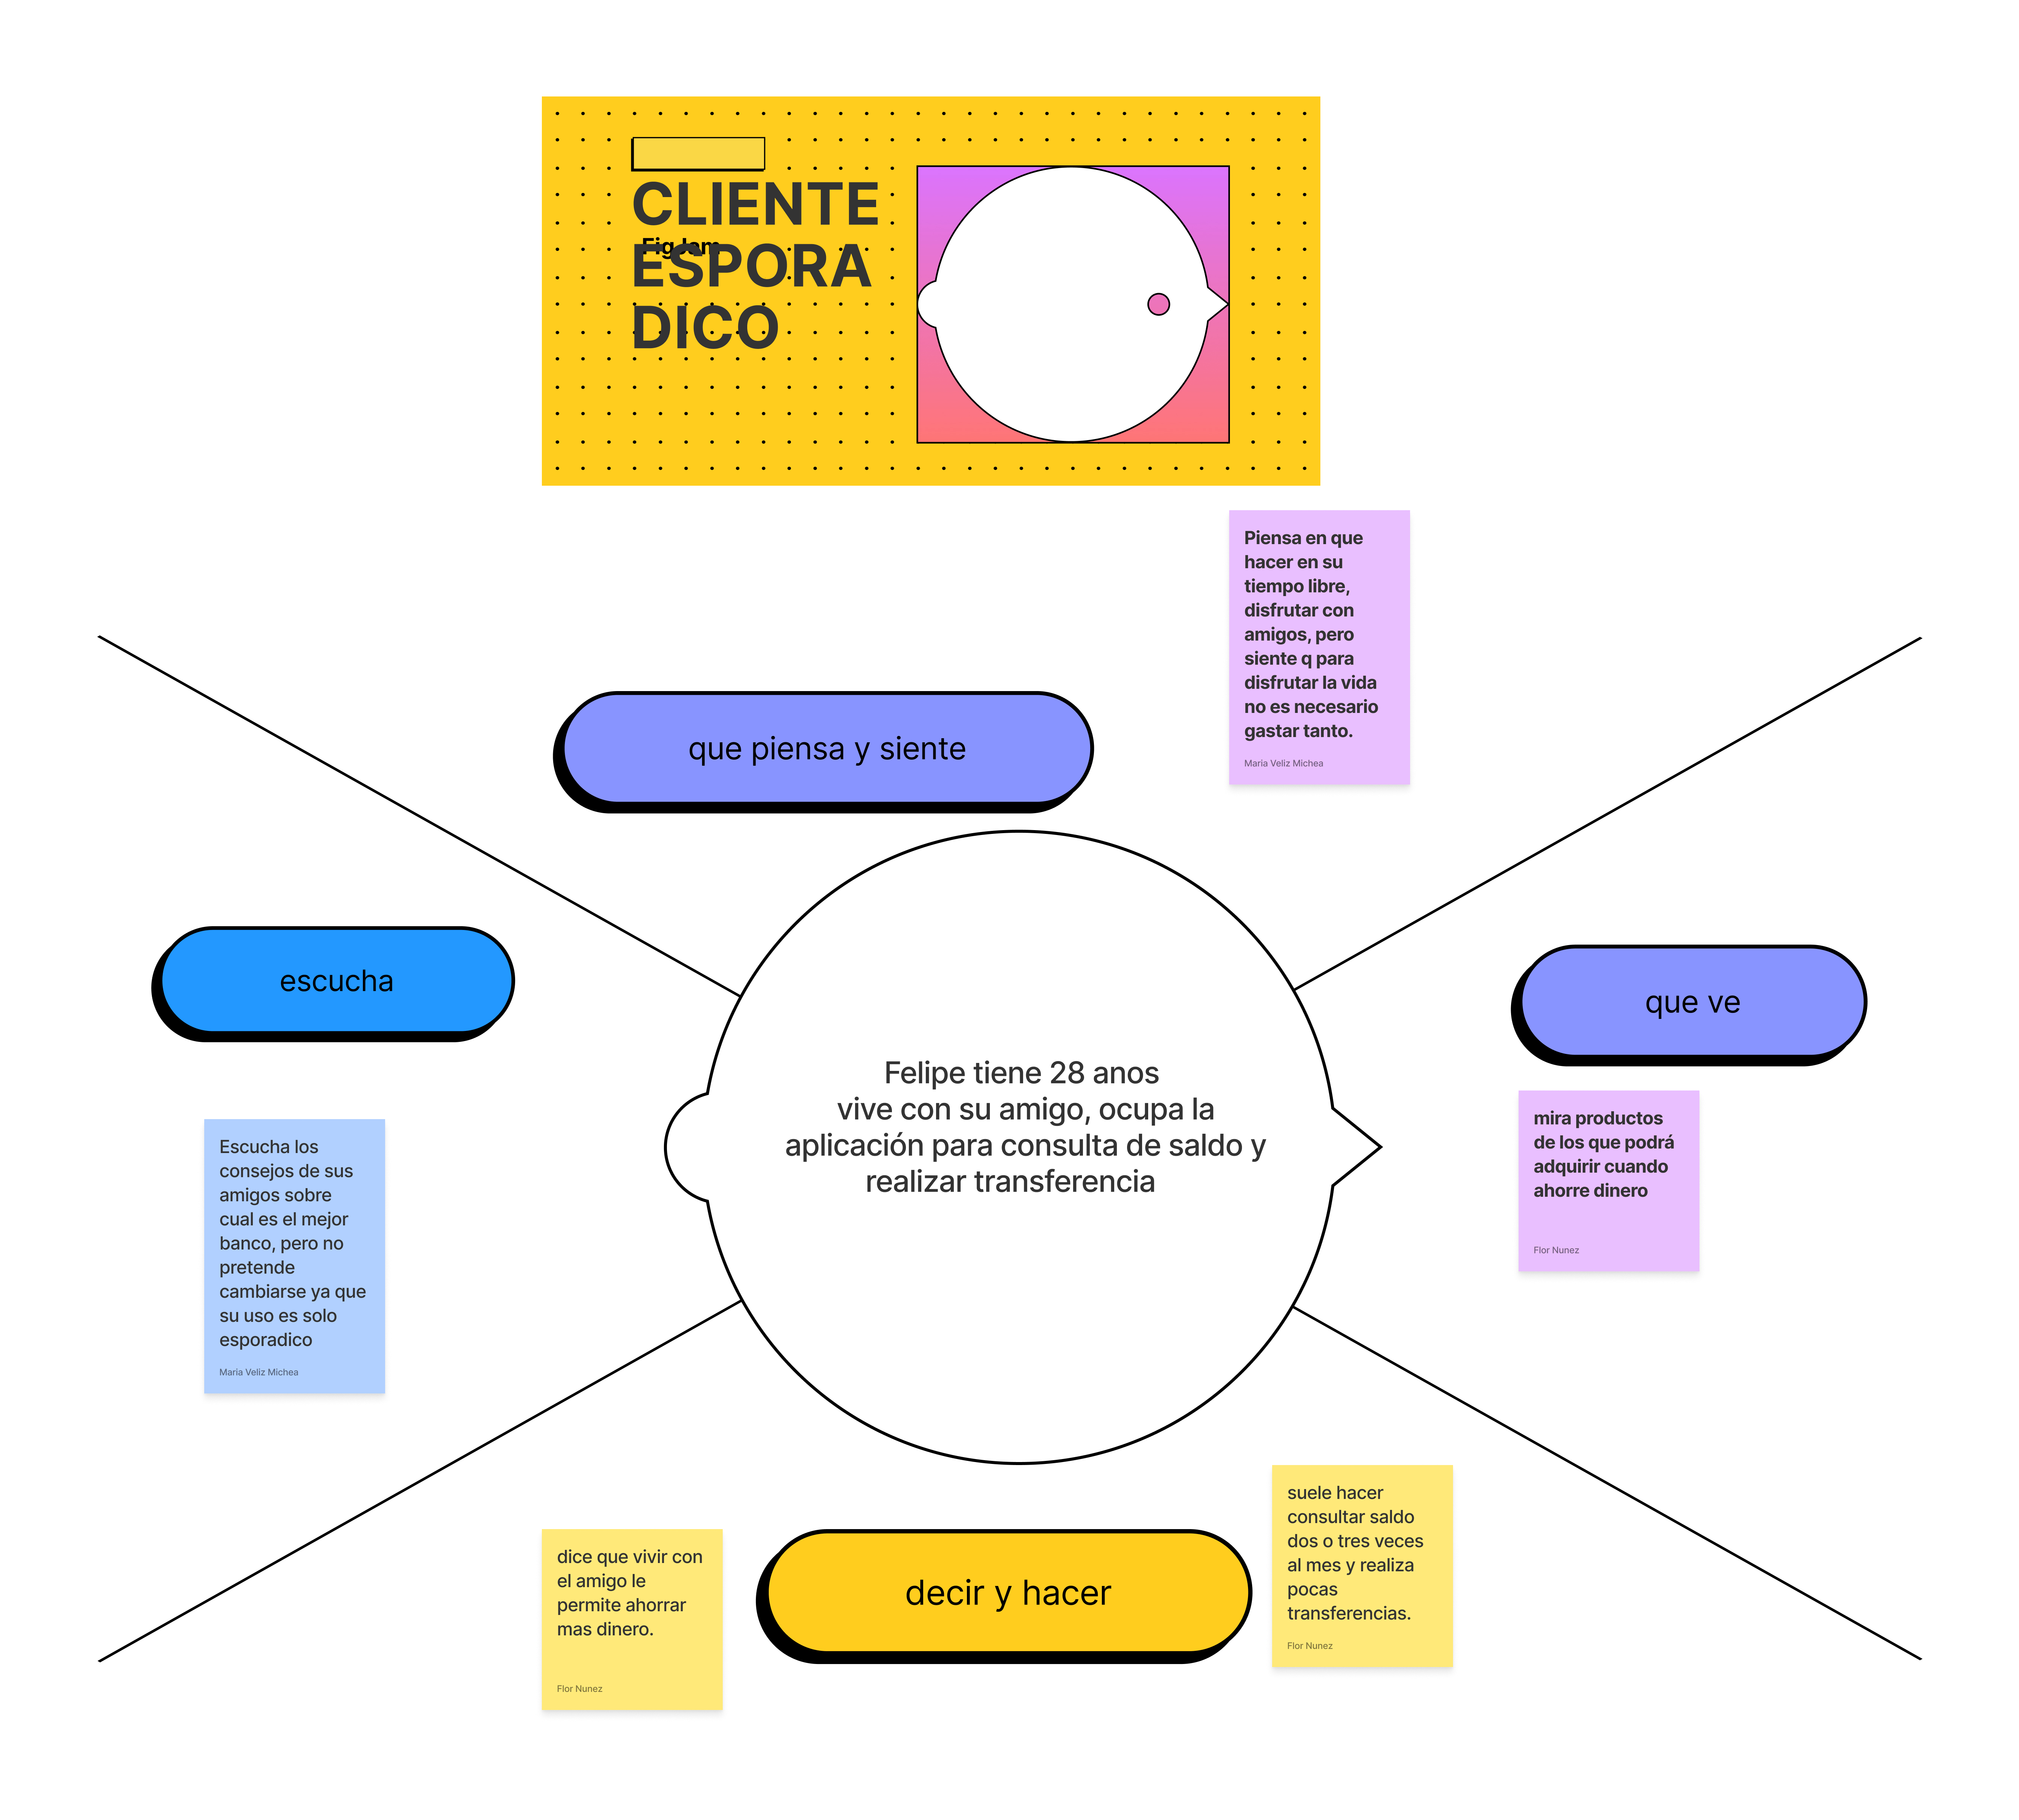 CLIENTE
FigJam
ESPORA
DICO
Piensa en que
hacer en su
tiempo libre,
disfrutar con
amigos, pero
siente q para
disfrutar la vida
no es necesario
gastar tanto.
Maria Veliz Michea
que piensa y siente
escucha
que ve
Felipe tiene 28 anos
vive con su amigo, ocupa la
aplicación para consulta de saldo y
realizar transferencia
Escucha los
consejos de sus
amigos sobre
cual es el mejor
banco, pero no
pretende
cambiarse ya que
su uso es solo
esporadico
Maria Veliz Michea
mira productos
de los que podrá
adquirir cuando
ahorre dinero
Flor Nunez
dice que vivir con
el amigo le
permite ahorrar
mas dinero.
Flor Nunez
decir y hacer
suele hacer
consultar saldo
dos o tres veces
al mes y realiza
pocas
transferencias.
Flor Nunez